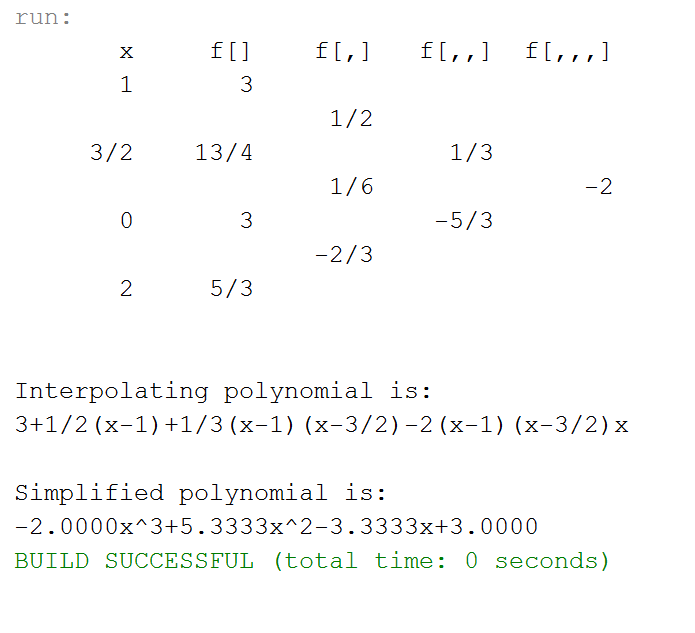 run:
x f[] f[,] f[,,] f[,,,]
1 3
1/2
3/2 13/4 1/3
1/6 -2
0 3 -5/3
-2/3
2 5/3
Interpolating polynomial is:
3+1/2(x-1)+1/3(x-1)(x-3/2)-2(x-1)(x-3/2)x
Simplified polynomial is:
-2.0000x^3+5.3333x^2-3.3333x+3.0000
BUILD SUCCESSFUL (total time: 0 seconds)